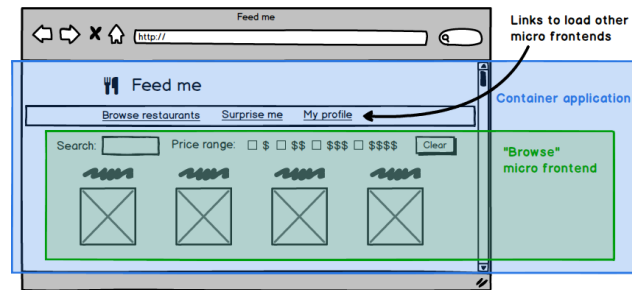 Feed me
http://
Links to load other
micro frontends
Feed me
Container application
Browse restaurants Surprise me My profile
Search: Price range: $ $$ $$$ $$$$ Clear
"Browse"
micro frontend